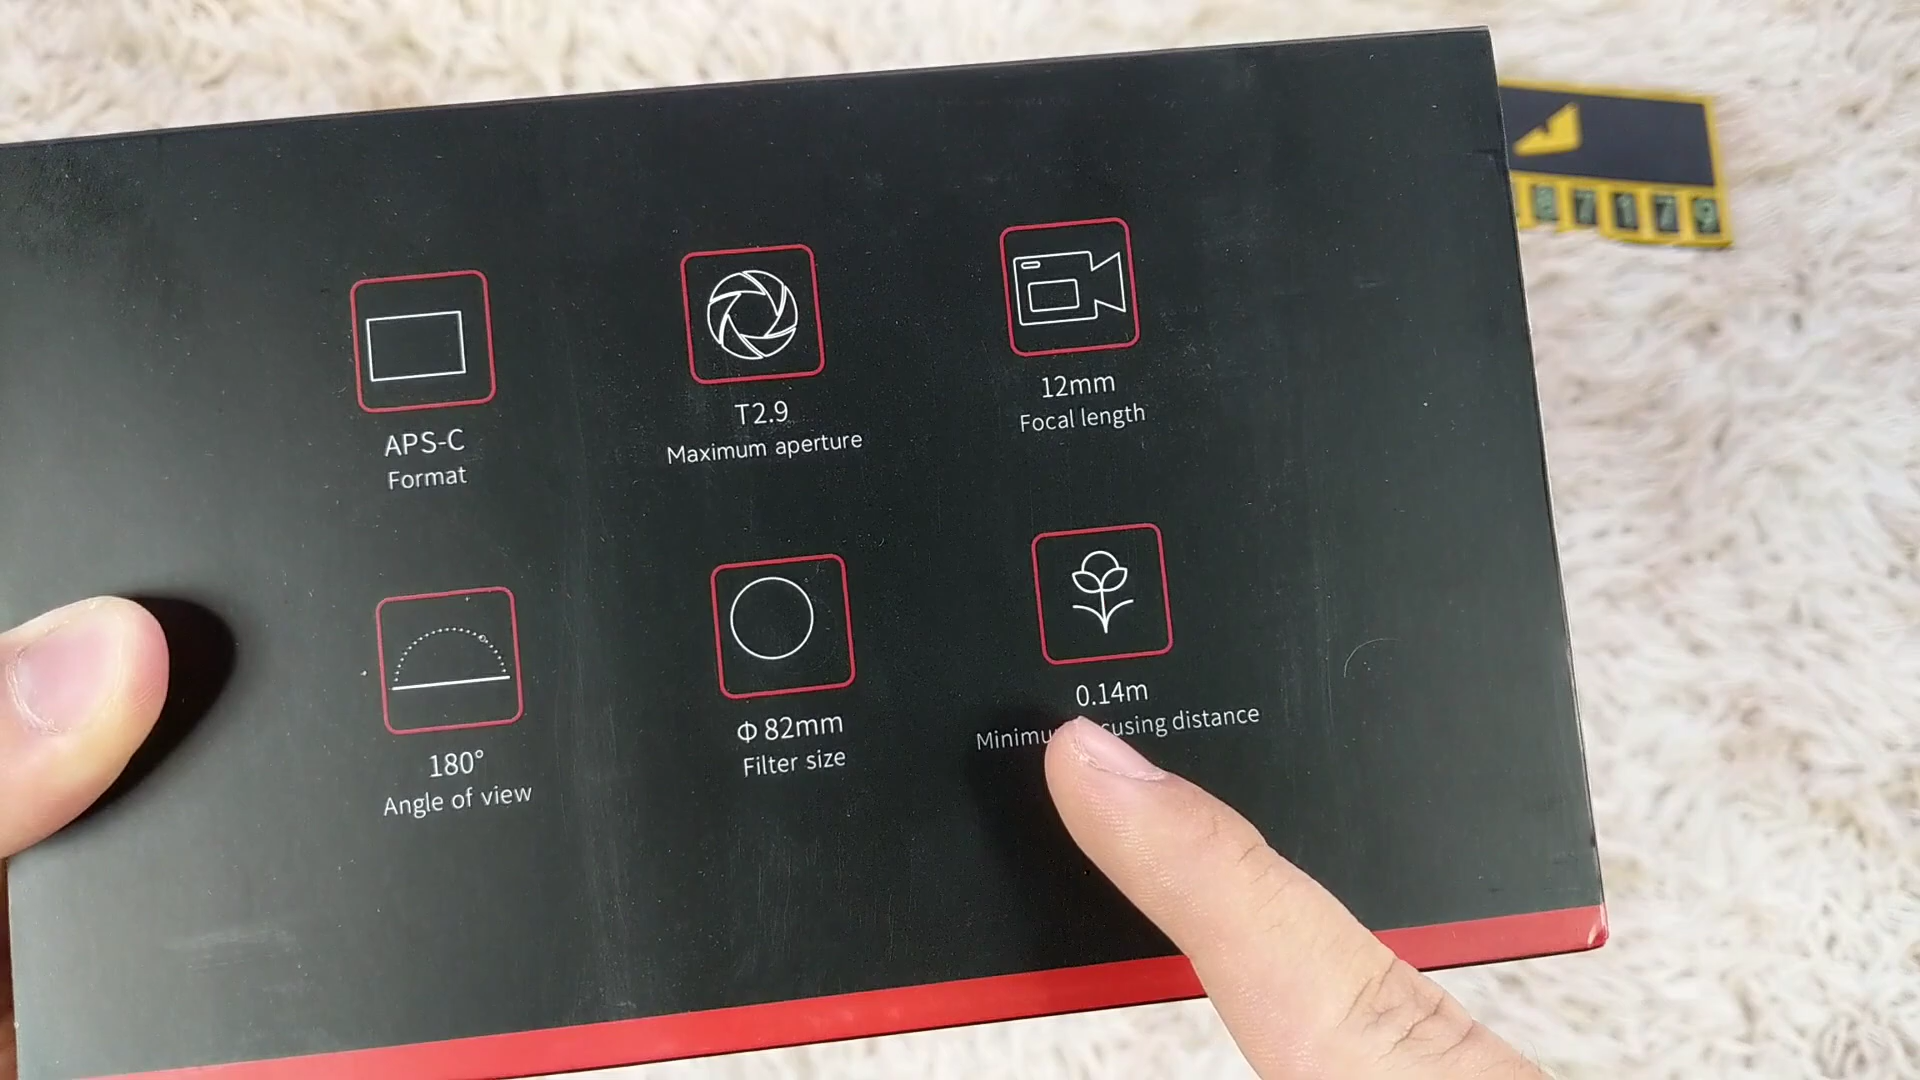 APS-C
Format
T2.9
Maximum aperture
12mm
Focal length
180°
Angle of view
Φ 82mm
Filter size
0.14m
distance
7179